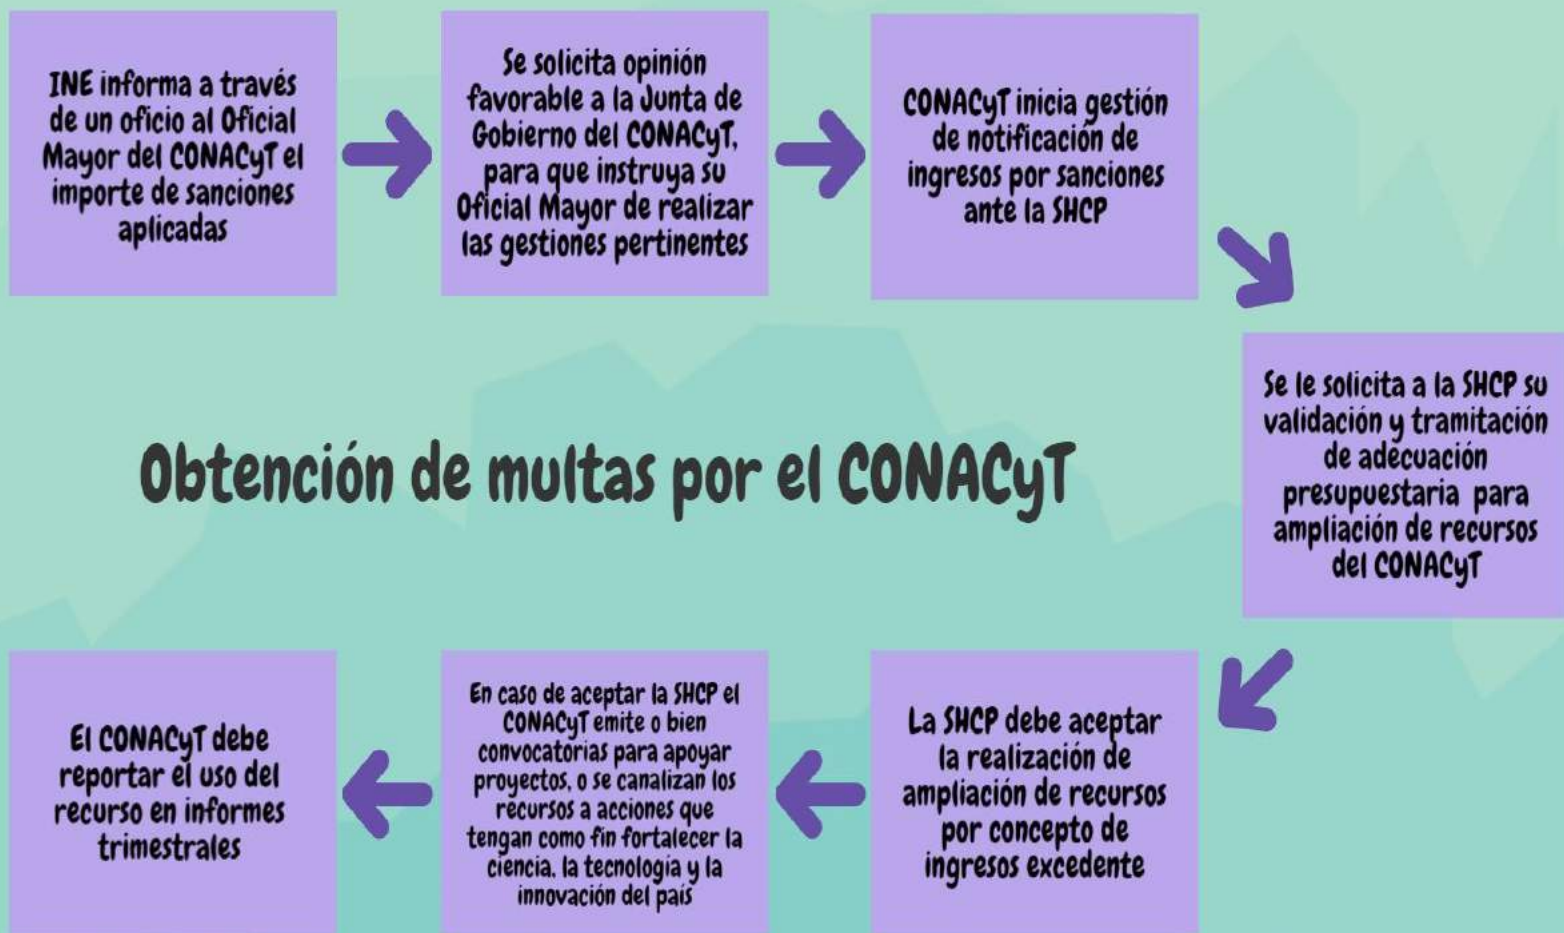 INE informa a través
de un oficio al Oficial
Mayor del CONACyT el
importe de sanciones
aplicadas
Se solicita opinión
favorable a la Junta de
Gobierno del CONACyT,
para que instruya su
Oficial Mayor de realizar
las gestiones pertinentes
CONACyT inicia gestión
de notificación de
ingresos por sanciones
ante la SHCP
Se le solicita a la SHCP su
validación y tramitación
de adecuación
presupuestaria para
ampliación de recursos
del CONACyT
Obtención de multas por el CONACyT
La SHCP debe aceptar
la realización de
ampliación de recursos
por concepto de
ingresos excedente
En caso de aceptar la SHCP el
CONACyT emite o bien
convocatorias para apoyar
proyectos, o se canalizan los
recursos a acciones que
tengan como fin fortalecer la
ciencia, la tecnología y la
innovación del país
El CONACyT debe
reportar el uso del
recurso en informes
trimestrales